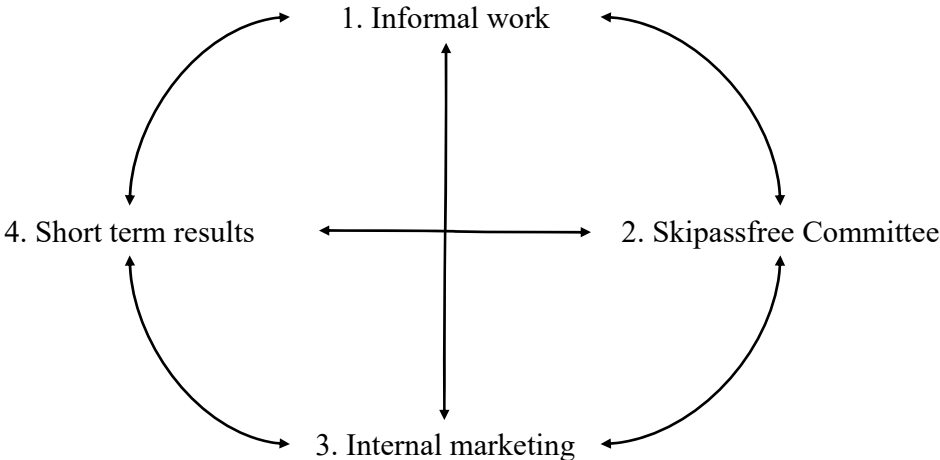 1. Informal work
4. Short term results
2. Skipassfree Committee
3. Internal marketing